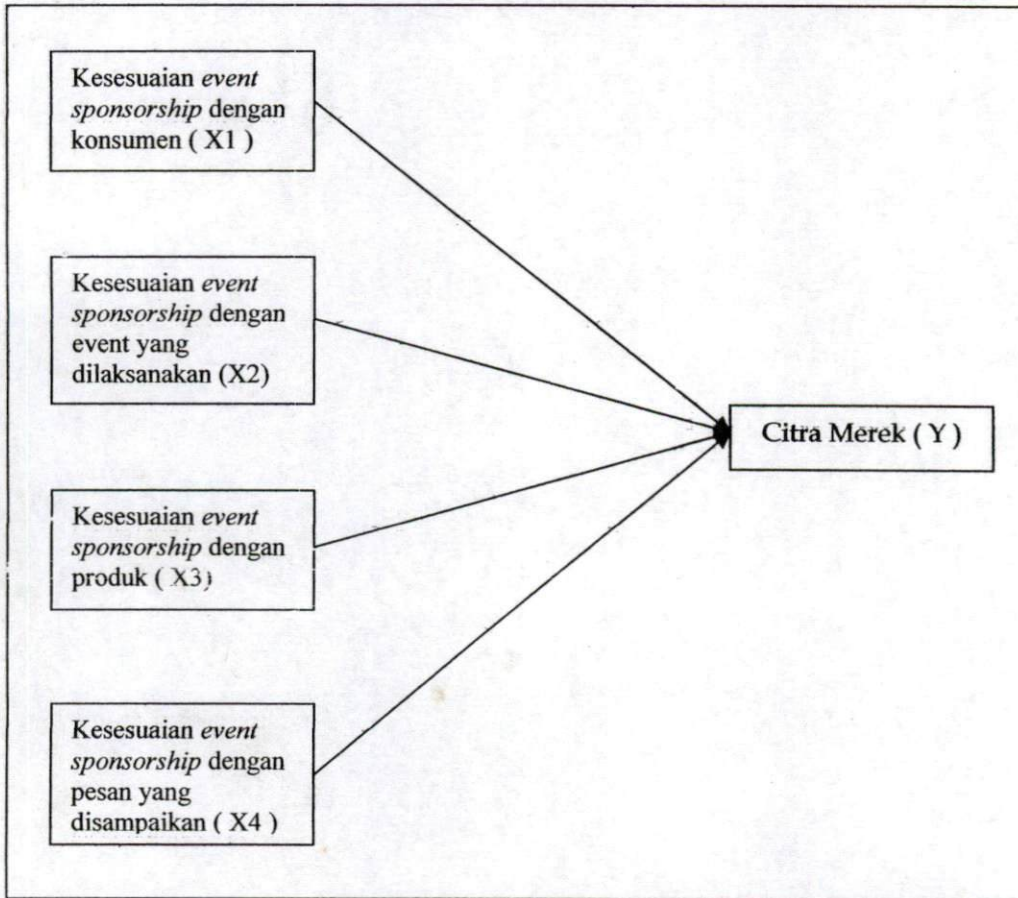 Kesesuaian event
sponsorship dengan
konsumen ( X1 )
Kesesuaian event
sponsorship dengan
event yang
dilaksanakan (X2)
Kesesuaian event
sponsorship dengan
produk ( X3)
Kesesuaian event
sponsorship dengan
pesan yang
disampaikan ( X4 )
Citra Merek ( Y )